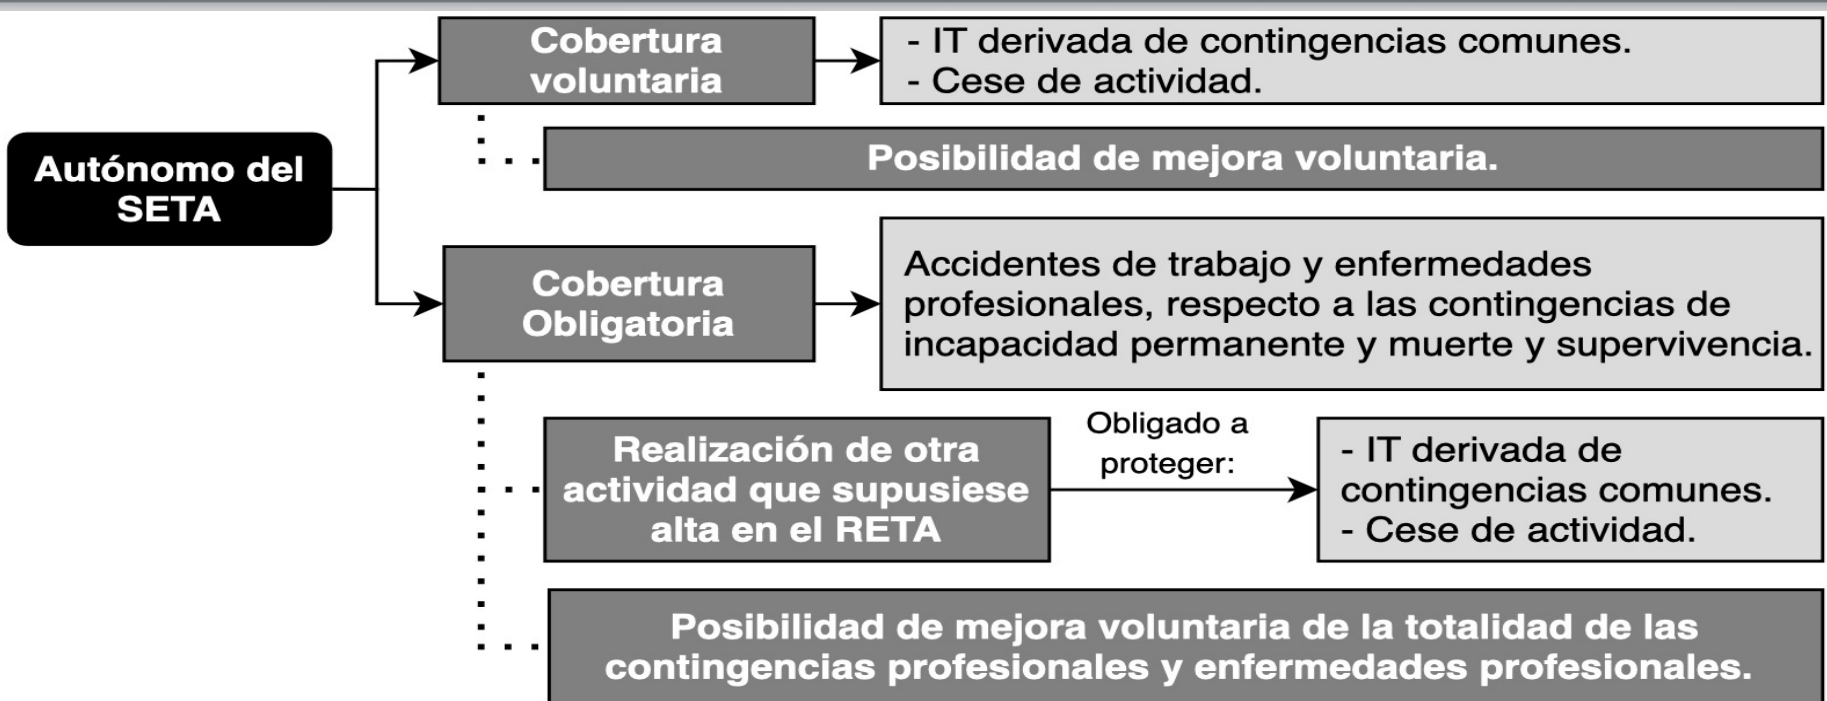 Autónomo del
SETA
Cobertura
voluntaria
- IT derivada de contingencias comunes.
- Cese de actividad.
Posibilidad de mejora voluntaria.
Cobertura
Obligatoria
Accidentes de trabajo y enfermedades
profesionales, respecto a las contingencias de
incapacidad permanente y muerte y supervivencia.
Realización de otra
actividad que supusiese
alta en el RETA
Obligado a
proteger:
- IT derivada de
contingencias comunes.
- Cese de actividad.
Posibilidad de mejora voluntaria de la totalidad de las
contingencias profesionales y enfermedades profesionales.